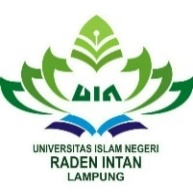 UIN
UNIVERSITAS ISLAM NEGERI
RADEN INTAN
LAMPUNG